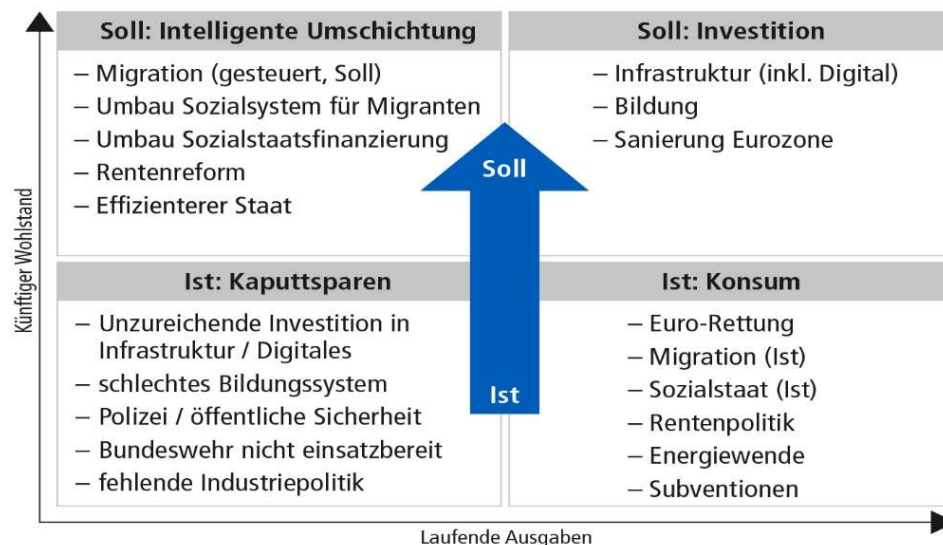 Soll: Intelligente Umschichtung
– Migration (gesteuert, Soll)
– Umbau Sozialsystem für Migranten
– Umbau Sozialstaatsfinanzierung
– Rentenreform
– Effizienterer Staat
Soll: Investition
– Infrastruktur (inkl. Digital)
– Bildung
– Sanierung Eurozone
Soll
Ist
Ist: Kaputtsparen
– Unzureichende Investition in
Infrastruktur / Digitales
– schlechtes Bildungssystem
– Polizei / öffentliche Sicherheit
– Bundeswehr nicht einsatzbereit
– fehlende Industriepolitik
Ist: Konsum
– Euro-Rettung
– Migration (Ist)
– Sozialstaat (Ist)
– Rentenpolitik
– Energiewende
– Subventionen
Künftiger Wohlstand
Laufende Ausgaben